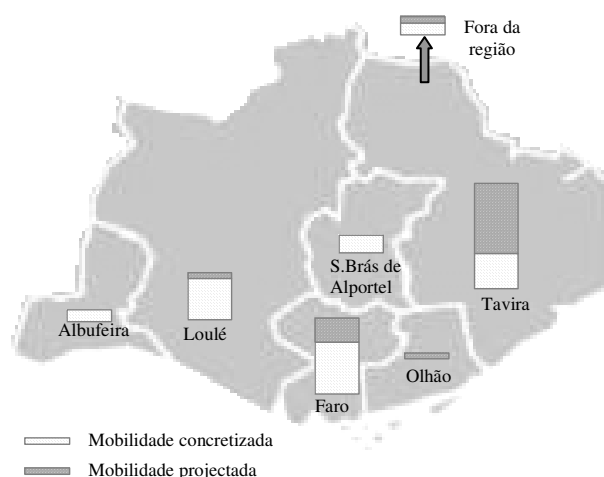 Fora da
região
S.Brás de
Alportel
Tavira
Albufeira
Loulé
Olhão
Faro
Mobilidade concretizada
Mobilidade projectada